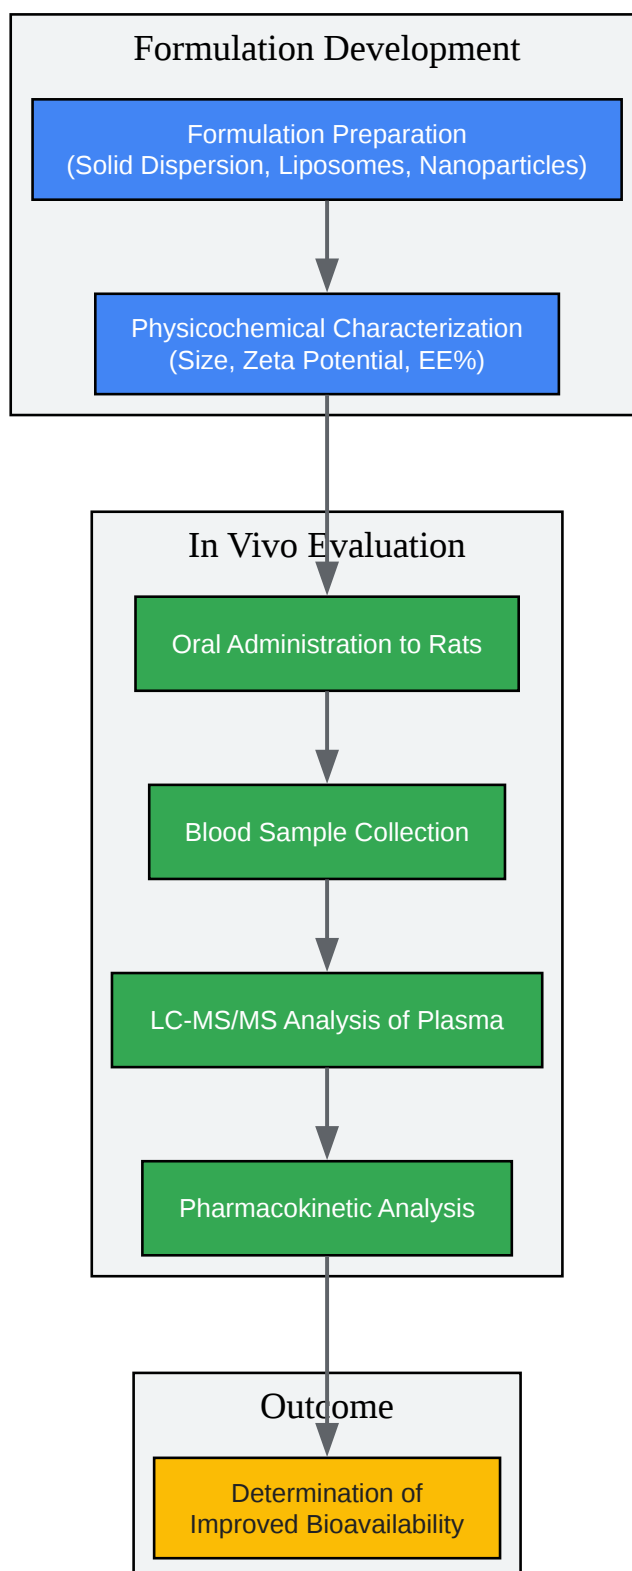 Formulation Development
Formulation Preparation
(Solid Dispersion, Liposomes, Nanoparticles)
Physicochemical Characterization
(Size, Zeta Potential, EE%)
In Vivo Evaluation
Oral Administration to Rats
Blood Sample Collection
LC-MS/MS Analysis of Plasma
Pharmacokinetic Analysis
Outcome
Determination of
Improved Bioavailability